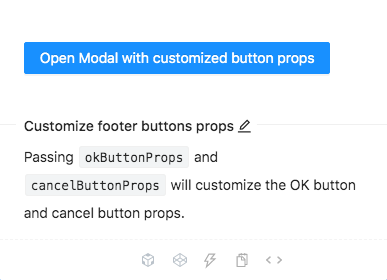 Open Modal with customized button props
Customize footer buttons props
Passing okButtonProps and
cancelButtonProps will customize the OK button
and cancel button props.